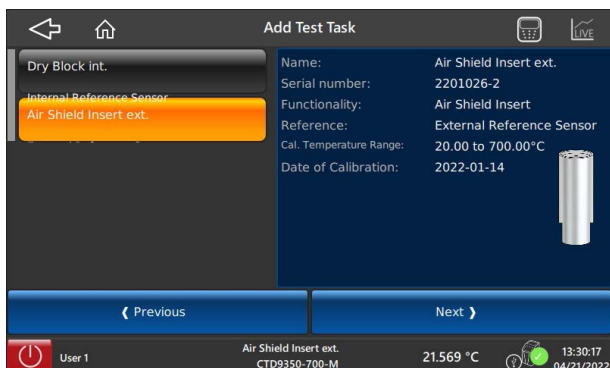 Add Test Task
LIVE
Dry Block int.
Internal Reference Sensor
Air Shield Insert ext.
Name: Air Shield Insert ext.
Serial number: 2201026-2
Functionality: Air Shield Insert
Reference: External Reference Sensor
Cal. Temperature Range: 20.00 to 700.00°C
Date of Calibration: 2022-01-14
❰ Previous
Next ❱
User 1
Air Shield Insert ext.
CTD9350-700-M
21.569 °C
13:30:17
04/21/2022